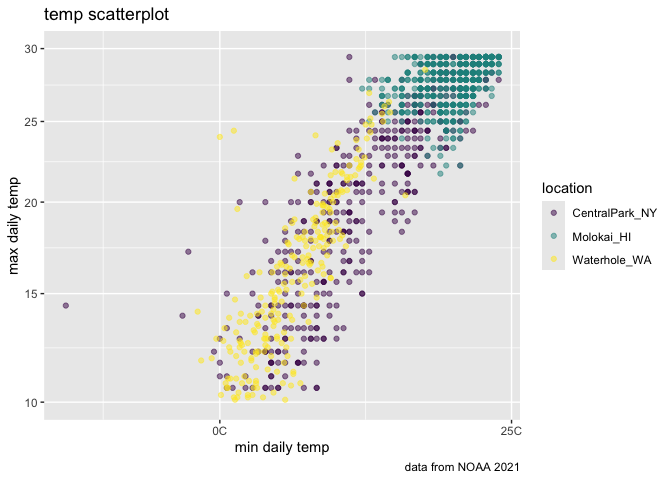 temp scatterplot
max daily temp
30
25
20
15
10
0C
25C
min daily temp
location
CentralPark_NY
Molokai_HI
Waterhole_WA
data from NOAA 2021